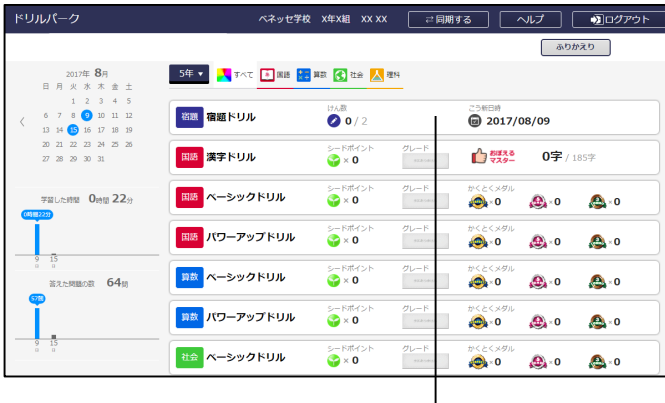 ドリルパーク ベネッセ学校 X年X組 XX XX ⇄同期する ヘルプ ログアウト
ふりかえり
2017年 8月
日 月 火 水 木 金 土
1 2 3 4 5
6 7 8 9 10 11 12
13 14 15 16 17 18 19
20 21 22 23 24 25 26
27 28 29 30 31
学習した時間 0時間 22分
0時間22分
9 15
答えた問題の数 64問
57問
9 15
5年 ▼ すべて 国語 算数 社会 理科
宿題 宿題ドリル けん数 0 / 2 こう新日時 2017/08/09
国語 漢字ドリル シードポイント × 0 グレード おぼえるマスター 0字 / 185字
国語 ベーシックドリル シードポイント × 0 グレード かくとくメダル ×0 ×0 ×0
国語 パワーアップドリル シードポイント × 0 グレード かくとくメダル ×0 ×0 ×0
算数 ベーシックドリル シードポイント × 0 グレード かくとくメダル ×0 ×0 ×0
算数 パワーアップドリル シードポイント × 0 グレード かくとくメダル ×0 ×0 ×0
社会 ベーシックドリル シードポイント × 0 グレード かくとくメダル ×0 ×0 ×0